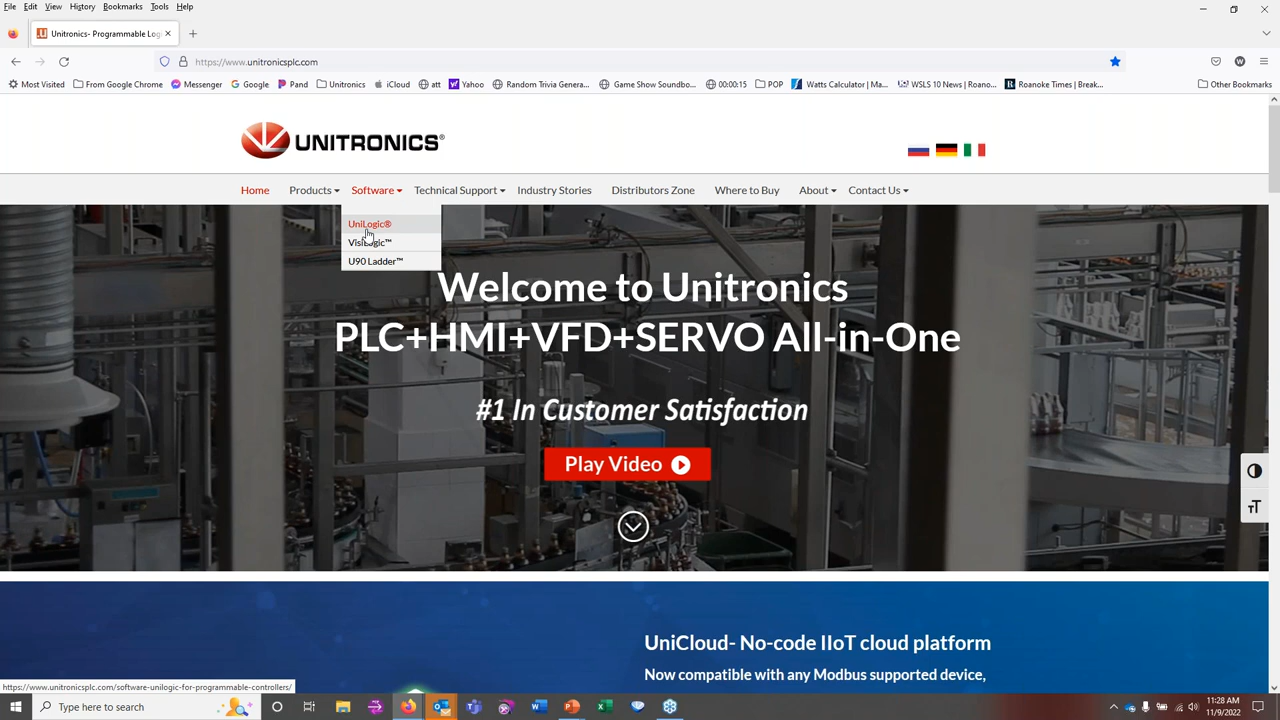 File Edit View History Bookmarks Tools Help
Unitronics- Programmable Log
https://www.unitronicsplc.com
W
Most Visited From Google Chrome Messenger Google Pand Unitronics iCloud att Yahoo Random Trivia Genera... Game Show Soundbo... 00:00:15 POP Watts Calculator | Ma... WSLS 10 News | Roano... Roanoke Times | Break... Other Bookmarks
UNITRONICS®
Home Products Software Technical Support Industry Stories Distributors Zone Where to Buy About Contact Us
UniLogic®
VisiLogic™
U90 Ladder™
Welcome to Unitronics
PLC+HMI+VFD+SERVO All-in-One
#1 In Customer Satisfaction
Play Video
UniCloud- No-code IIoT cloud platform
Now compatible with any Modbus supported device,
https://www.unitronicsplc.com/software-unilogic-for-programmable-controllers/
Type here to search
11:28 AM
11/9/2022